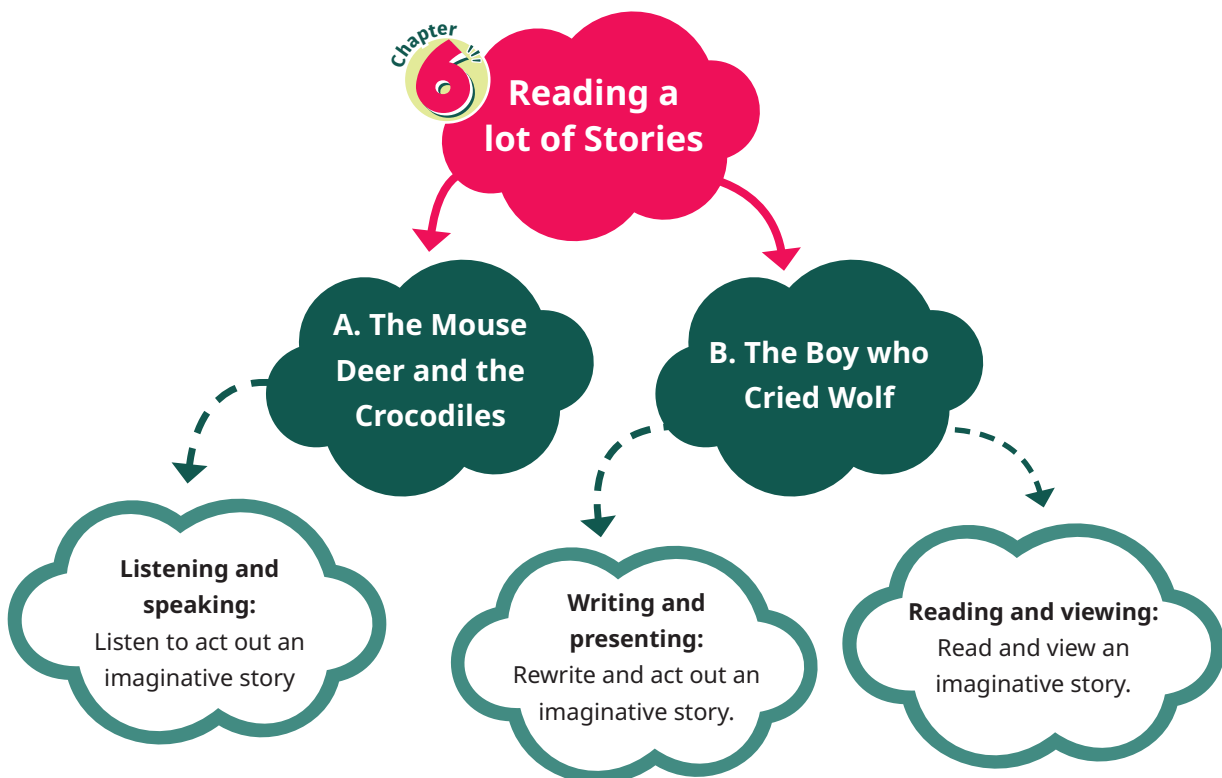 Chapter
6
Reading a
lot of Stories
A. The Mouse
Deer and the
Crocodiles
B. The Boy who
Cried Wolf
Listening and
speaking:
Listen to act out an
imaginative story
Writing and
presenting:
Rewrite and act out an
imaginative story.
Reading and viewing:
Read and view an
imaginative story.